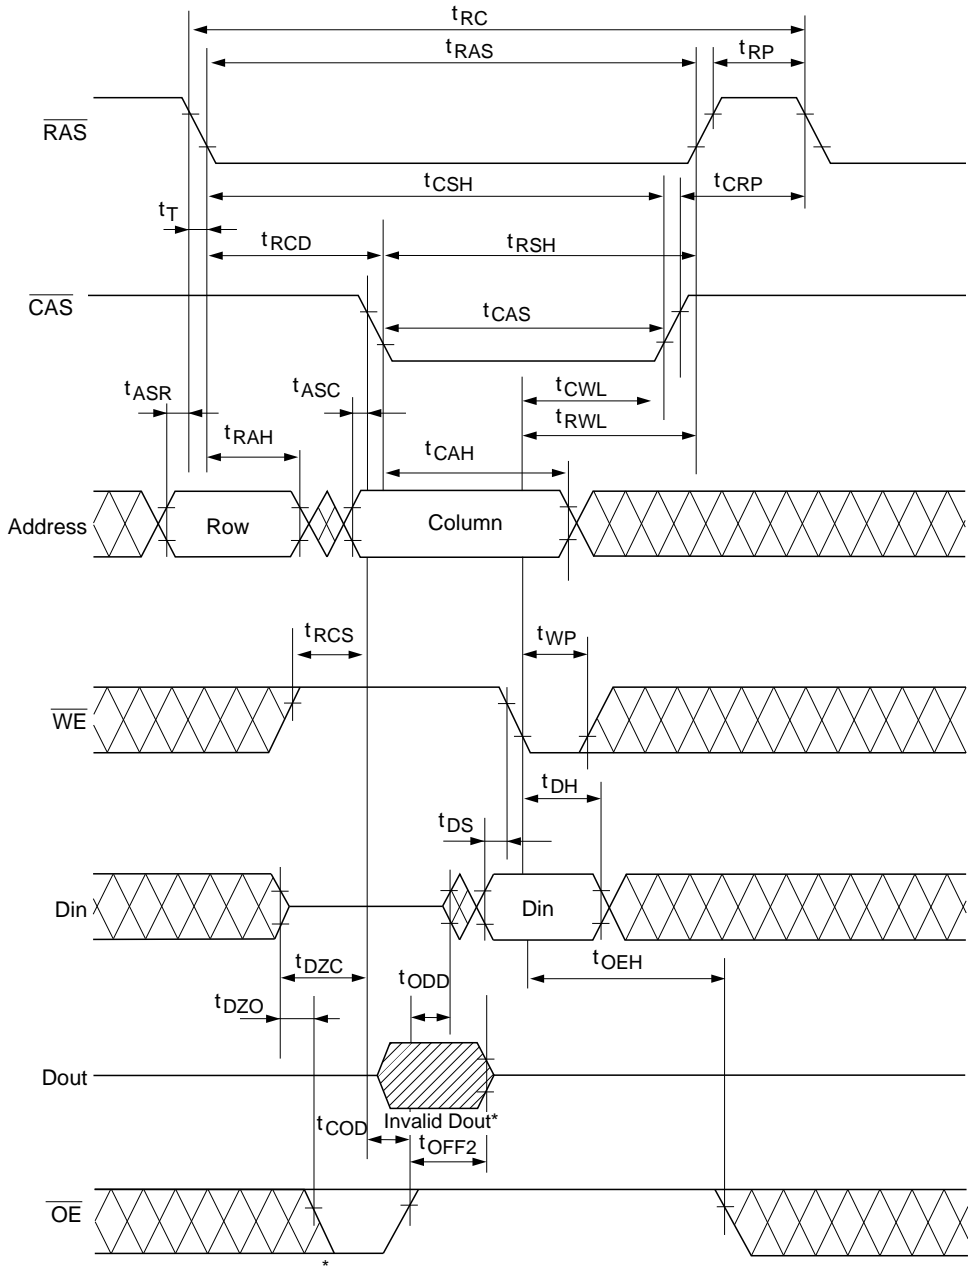 tRC
tRAS
tRP
RAS
tCSH
tCRP
tT
tRCD
tRSH
CAS
tCAS
tASR
tASC
tCWL
tRWL
tRAH
tCAH
Address
Row
Column
tRCS
tWP
WE
tDH
tDS
Din
Din
tDZC
tODD
tOEH
tDZO
Dout
Invalid Dout*
tCOD
tOFF2
OE
*